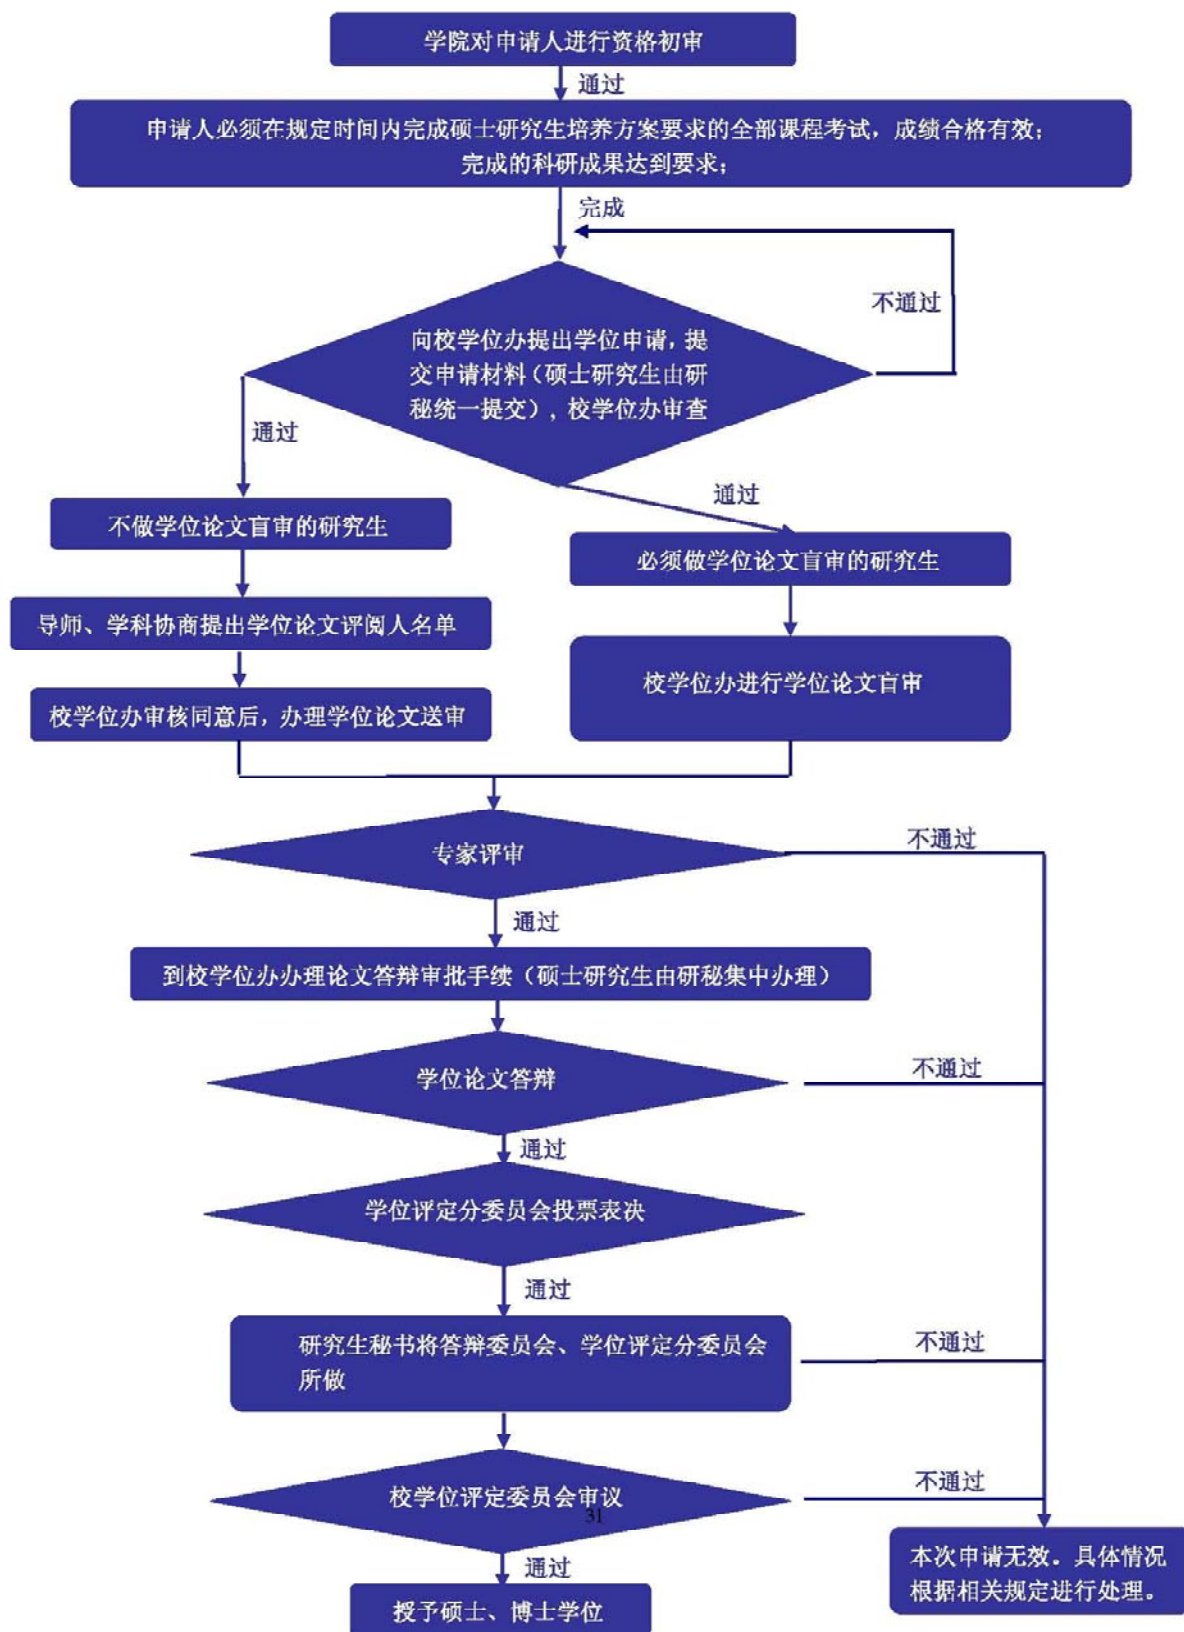 学院对申请人进行资格初审
通过
申请人必须在规定时间内完成硕士研究生培养方案要求的全部课程考试，成绩合格有效；
完成的科研成果达到要求；
完成
不通过
向校学位办提出学位申请，提
交申请材料（硕士研究生由研
秘统一提交），校学位办审查
通过
通过
不做学位论文盲审的研究生
必须做学位论文盲审的研究生
导师、学科协商提出学位论文评阅人名单
校学位办进行学位论文盲审
校学位办审核同意后，办理学位论文送审
专家评审
不通过
通过
到校学位办办理论文答辩审批手续（硕士研究生由研秘集中办理）
学位论文答辩
不通过
通过
学位评定分委员会投票表决
通过
研究生秘书将答辩委员会、学位评定分委员会
所做
不通过
校学位评定委员会审议
不通过
31
通过
本次申请无效。具体情况
根据相关规定进行处理。
授予硕士、博士学位